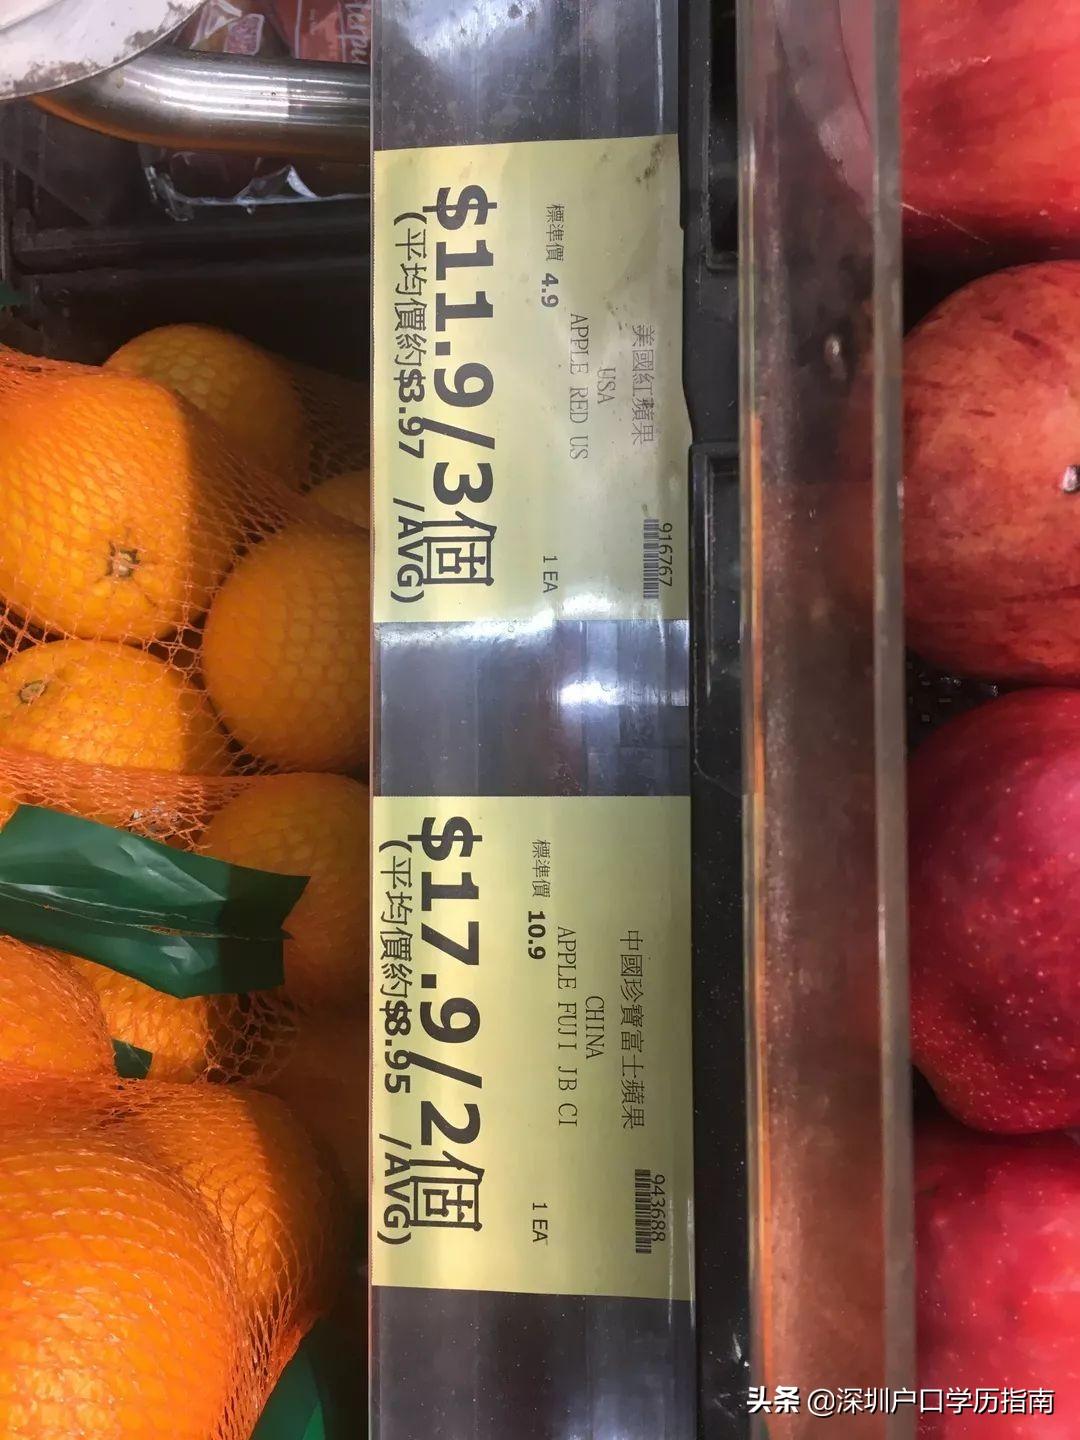 916767
美國紅蘋果
USA
APPLE RED US
標準價 4.9
1 EA
$11.9/3個
(平均價約$3.97 /AVG)
943688
中國珍寶富士蘋果
CHINA
APPLE FUJI JB CI
標準價 10.9
1 EA
$17.9/2個
(平均價約$8.95 /AVG)
头条 @深圳户口学历指南